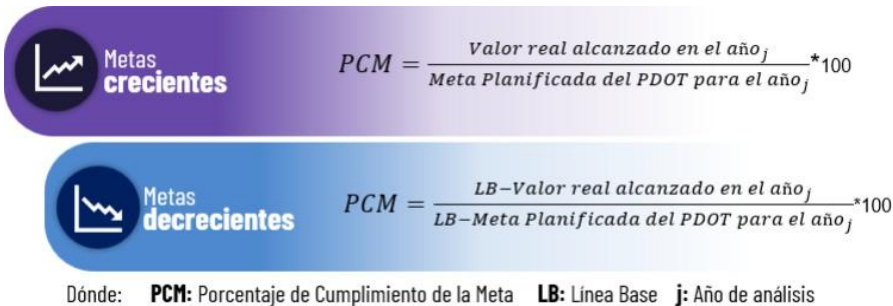 Metas
crecientes
PCM = Valor real alcanzado en el año_j / Meta Planificada del PDOT para el año_j *100
Metas
decrecientes
PCM = LB−Valor real alcanzado en el año_j / LB−Meta Planificada del PDOT para el año_j *100
Dónde: PCM: Porcentaje de Cumplimiento de la Meta LB: Línea Base j: Año de análisis